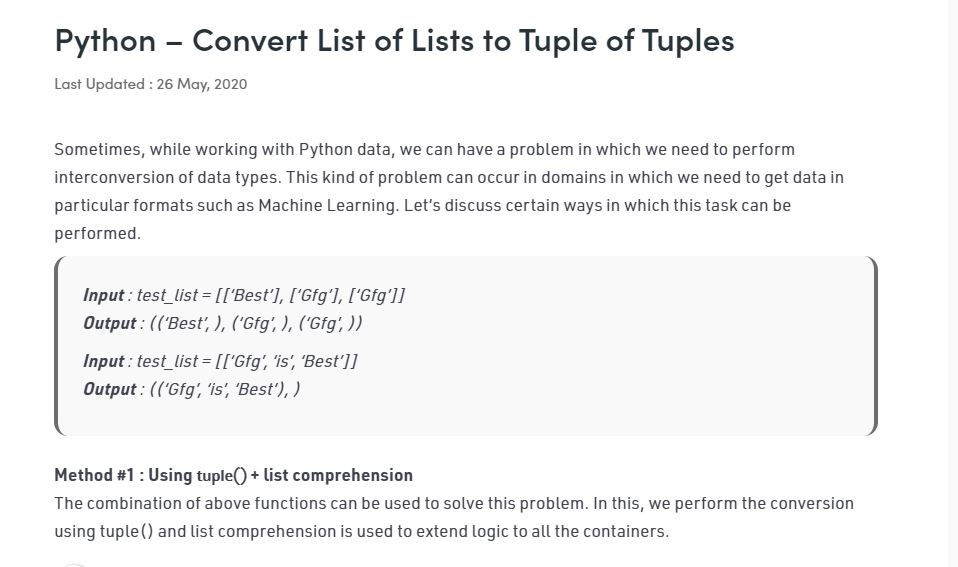 Python – Convert List of Lists to Tuple of Tuples
Last Updated : 26 May, 2020
Sometimes, while working with Python data, we can have a problem in which we need to perform
interconversion of data types. This kind of problem can occur in domains in which we need to get data in
particular formats such as Machine Learning. Let’s discuss certain ways in which this task can be
performed.
Input : test_list = [[‘Best’], [‘Gfg’], [‘Gfg’]]
Output : ((‘Best’, ), (‘Gfg’, ), (‘Gfg’, ))
Input : test_list = [[‘Gfg’, ‘is’, ‘Best’]]
Output : ((‘Gfg’, ‘is’, ‘Best’), )
Method #1 : Using tuple() + list comprehension
The combination of above functions can be used to solve this problem. In this, we perform the conversion
using tuple() and list comprehension is used to extend logic to all the containers.